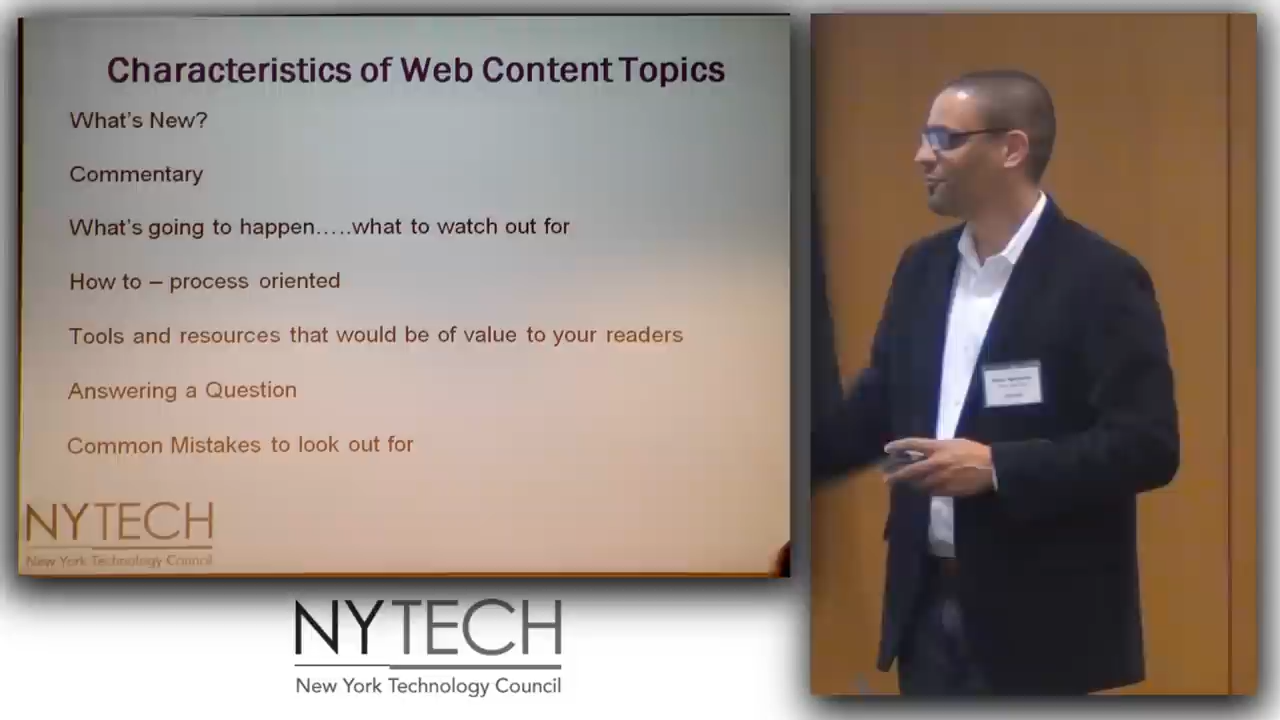 Characteristics of Web Content Topics
What's New?
Commentary
What's going to happen.....what to watch out for
How to – process oriented
Tools and resources that would be of value to your readers
Answering a Question
Common Mistakes to look out for
NYTECH
New York Technology Council
NYTECH
New York Technology Council